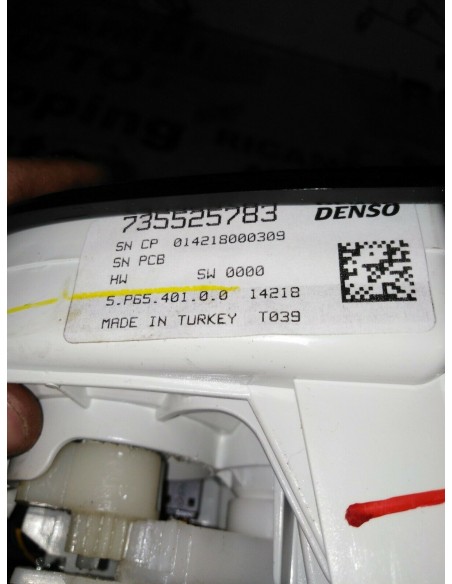 735525783 DENSO
SN CP 014218000309
SN PCB
HW SW 0000
5.P65.401.0.0 14218
MADE IN TURKEY T039